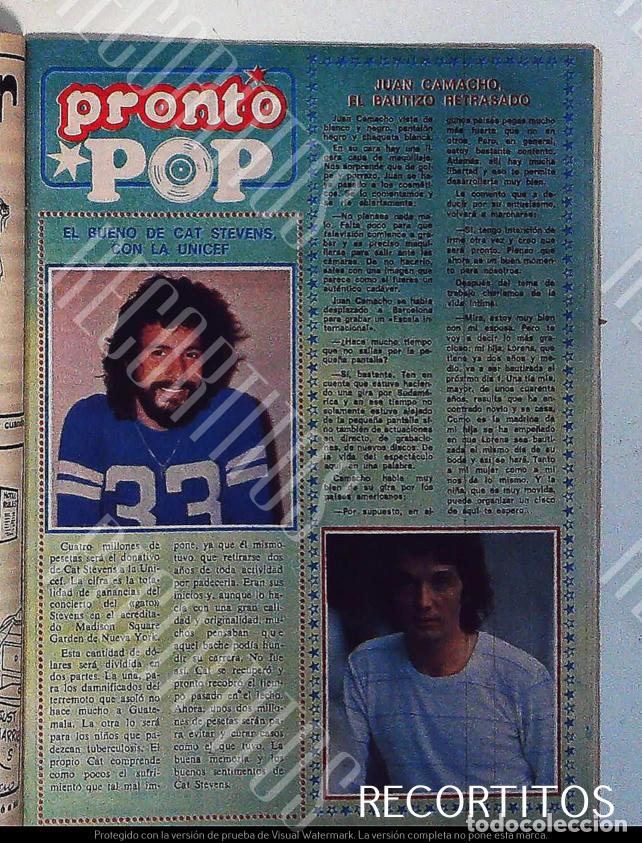 pronto
POP
EL BUENO DE CAT STEVENS,
CON LA UNICEF
Cuatro millones de
pesetas será el donativo
de Cat Stevens a la Uni-
cef. La cifra es la tota-
lidad de ganancias del
concierto del «gato»
Stevens en el acredita-
do Madison Square
Garden de Nueva York.
Esta cantidad de dó-
lares será dividida en
dos partes. La una, pa-
ra los damnificados del
terremoto que asoló no
hace mucho a Guate-
mala. La otra lo será
para los niños que pa-
dezcan tuberculosis. El
propio Cat comprende
como pocos el sufri-
miento que tal mal im-
pone, ya que él mismo
tuvo que retirarse dos
años de toda actividad
por padecerla. Eran sus
inicios y, aunque lo ha-
cía con una gran cali-
dad y originalidad, mu-
chos pensaban que
aquel bache podía hun-
dir su carrera. No fue
así. Cat se recuperó y
pronto recobró el tiem-
po pasado en el lecho.
Ahora, unos dos millo-
nes de pesetas serán pa-
ra evitar y curar casos
como el que tuvo. La
buena memoria y los
buenos sentimientos de
Cat Stevens.
33
JUAN CAMACHO,
EL BAUTIZO RETRASADO
Juan Camacho viste de
blanco y negro, pantalón
negro y chaqueta blanca.
En su cara hay una li-
gera capa de maquillaje.
Nos sorprende que de gol-
pe y porrazo, Juan se ha-
ya pasado a los cosméti-
cos. Se lo comentamos y
se ríe abiertamente:
—No pienses nada ma-
lo. Falta poco para que
televisión comience a gra-
bar y es preciso maqui-
llarse para salir ante las
cámaras. De no hacerlo,
sales con una imagen que
parece como si fueras un
auténtico cadáver.
Juan Camacho se había
desplazado a Barcelona
para grabar un «Escala In-
ternacional».
—¿Hace mucho tiempo
que no salías por la pe-
queña pantalla?
—Sí, bastante. Ten en
cuenta que estuve hacien-
do una gira por Sudamé-
rica y en ese tiempo no
solamente estuve alejado
de la pequeña pantalla si-
no también de actuaciones
en directo, de grabacio-
nes, de nuevos discos. De
la vida del espectáculo
aquí, en una palabra.
Camacho habla muy
bien de su gira por los
países americanos:
—Por supuesto, en al-
gunos países pegas mucho
más fuerte que no en
otros. Pero, en general,
estoy bastante contento.
Además, allí hay mucha
libertad y eso te permite
desarrollarte muy bien.
Le comento que a de-
ducir por su entusiasmo,
volverá a marcharse:
—Sí, tengo intención de
irme otra vez y creo que
será pronto. Pienso que
ahora es un buen momen-
to para nosotros.
Después del tema de
trabajo charlamos de la
vida íntima.
—Mira, estoy muy bien
con mi esposa. Pero te
voy a decir lo más gra-
cioso: mi hija, Lorena, que
tiene ya dos años y me-
dio, va a ser bautizada el
próximo día 1. Una tía mía,
mayor, de unos cuarenta
años, resulta que ha en-
contrado novio y se casa.
Como es la madrina de
mi hija se ha empeñado
en que Lorena sea bauti-
zada el mismo día de su
boda y así se hará. Tanto
a mi mujer como a mí
nos da lo mismo. Y la
niña, que es muy movida,
puede organizar un cisco
de aquí te espero...
RECORTITOS
todocoleccion
Protegido con la versión de prueba de Visual Watermark. La versión completa no pone esta marca.